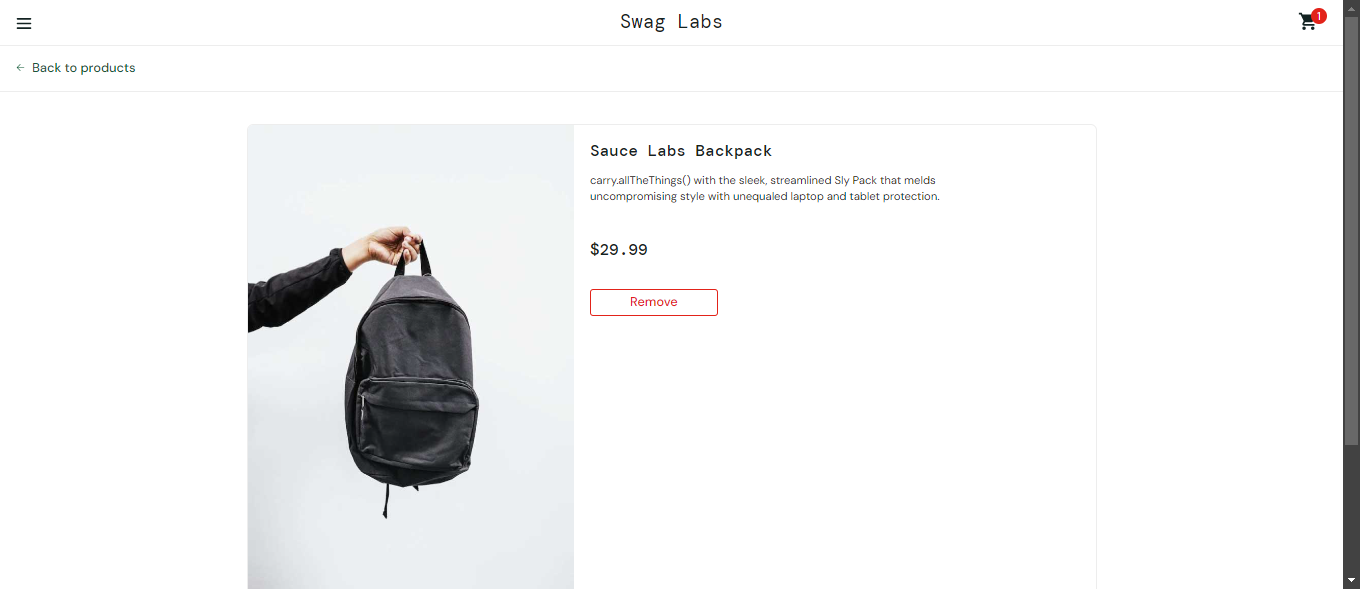 Swag Labs
1
Back to products
Sauce Labs Backpack
carry.allTheThings() with the sleek, streamlined Sly Pack that melds
uncompromising style with unequaled laptop and tablet protection.
$29.99
Remove